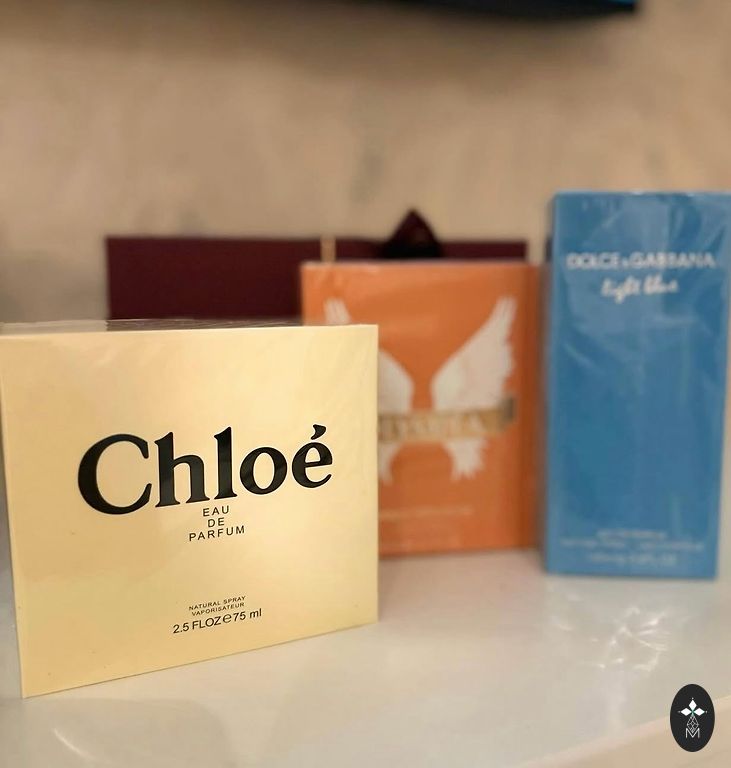 Chloé
EAU
DE
PARFUM
NATURAL SPRAY
VAPORISATEUR
2.5 FL OZ e 75 ml
DOLCE & GABBANA
light blue
M